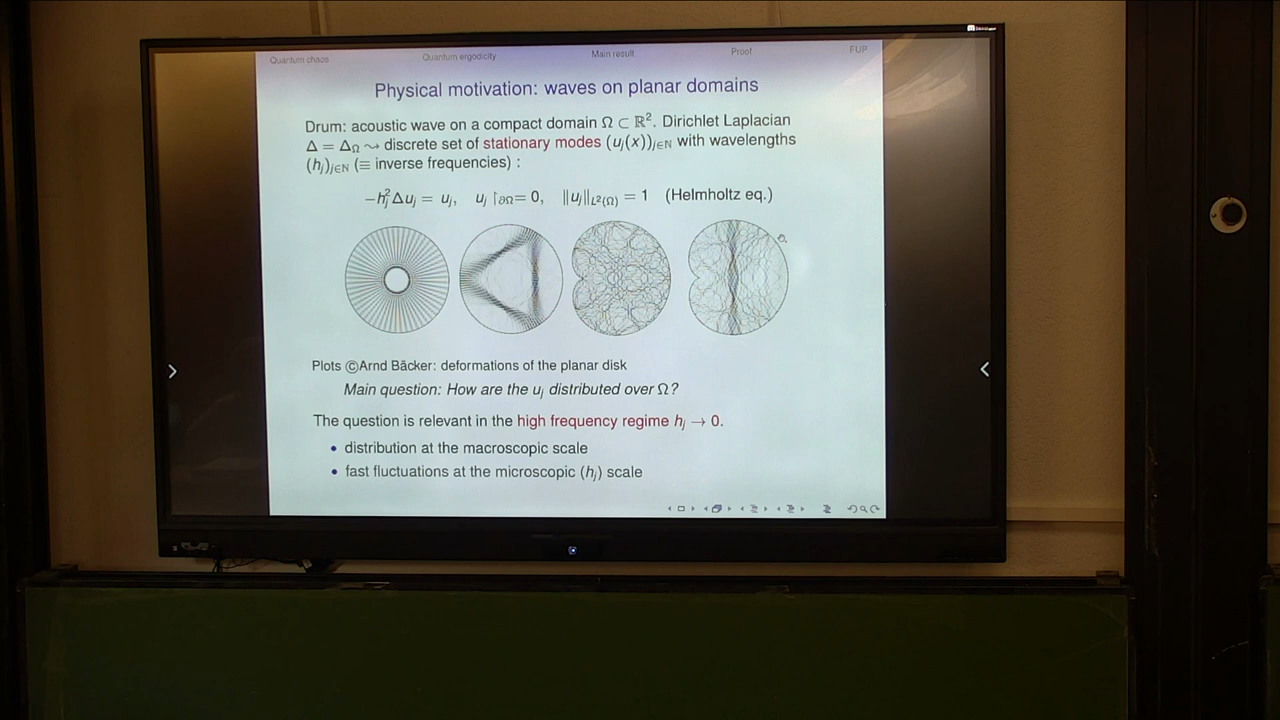 Quantum chaos Quantum ergodicity Main result Proof FUP
Physical motivation: waves on planar domains
Drum: acoustic wave on a compact domain Ω ⊂ ℝ². Dirichlet Laplacian
Δ = Δ_Ω ⤳ discrete set of stationary modes (u_j(x))_{j∈ℕ} with wavelengths
(h_j)_{j∈ℕ} (≡ inverse frequencies) :
−h_j²Δu_j = u_j, u_j ↾_{∂Ω}= 0, ‖u_j‖_{L²(Ω)} = 1 (Helmholtz eq.)
Plots ©Arnd Bäcker: deformations of the planar disk
Main question: How are the u_j distributed over Ω?
The question is relevant in the high frequency regime h_j → 0.
• distribution at the macroscopic scale
• fast fluctuations at the microscopic (h_j) scale